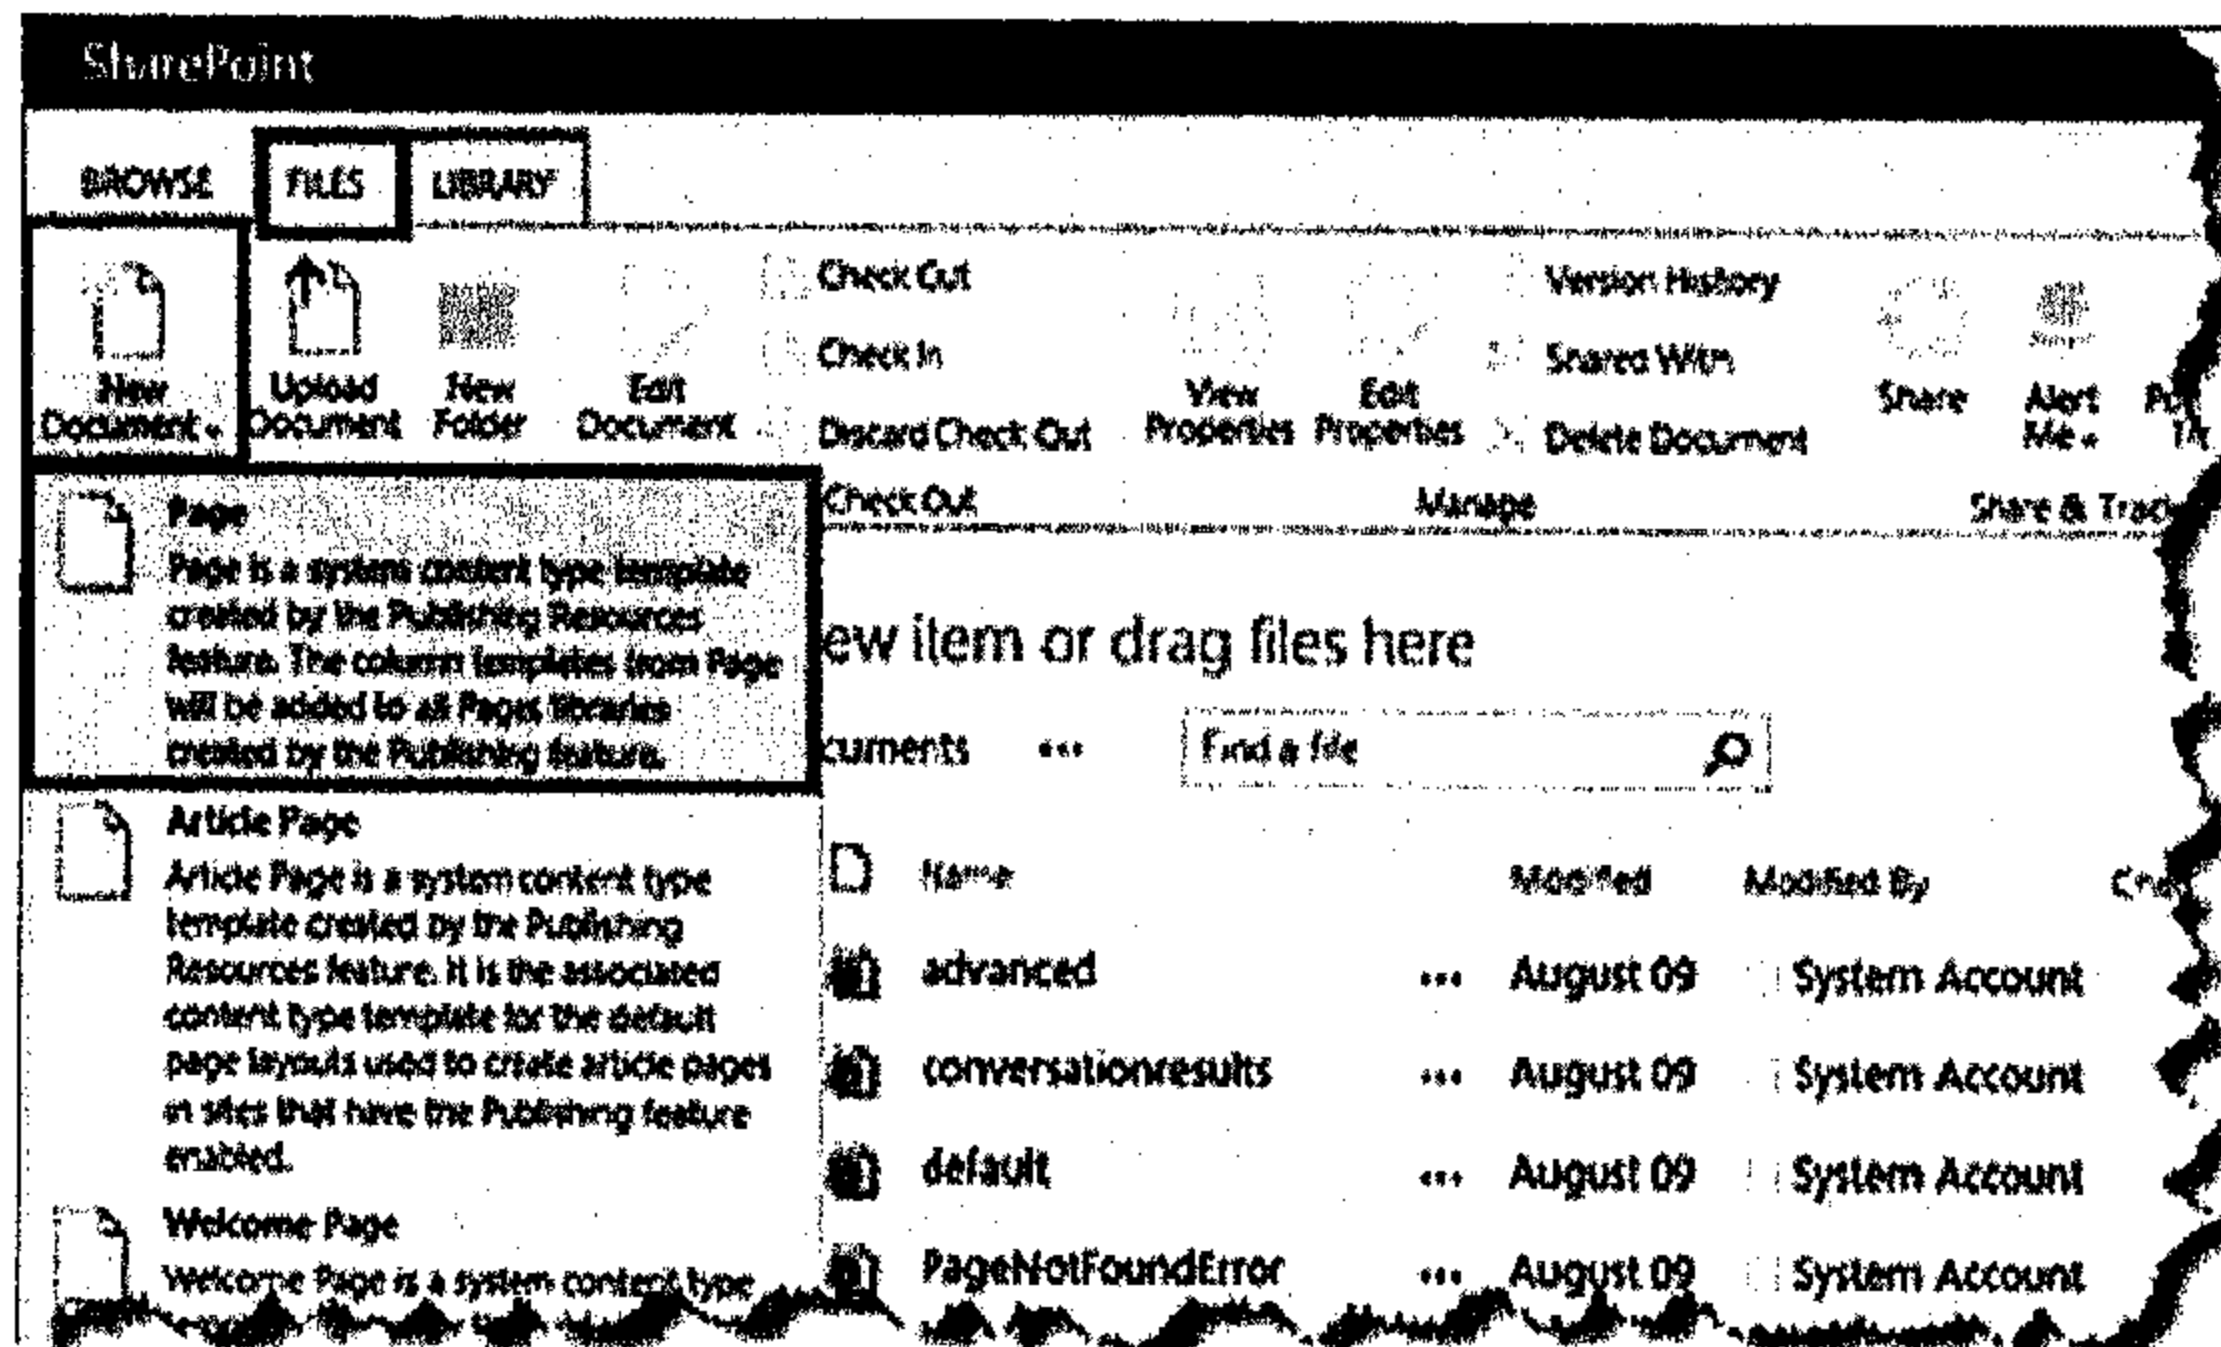 SharePoint
BROWSE FILES LIBRARY
New Document
Upload Document
New Folder
Edit Document
Check Out
Check In
Discard Check Out
View Properties
Edit Properties
Version History
Shared With
Delete Document
Share
Alert Me
Check Out Manage Share & Track
Page
Page is a system content type template
created by the Publishing Resources
feature. The column templates from Page
will be added to all Pages libraries
created by the Publishing feature.
Article Page
Article Page is a system content type
template created by the Publishing
Resources feature. It is the associated
content type template for the default
page layouts used to create article pages
in sites that have the Publishing feature
enabled.
Welcome Page
Welcome Page is a system content type
ew item or drag files here
cuments ... Find a file
Name Modified Modified By
advanced ... August 09 System Account
conversationresults ... August 09 System Account
default ... August 09 System Account
PageNotFoundError ... August 09 System Account